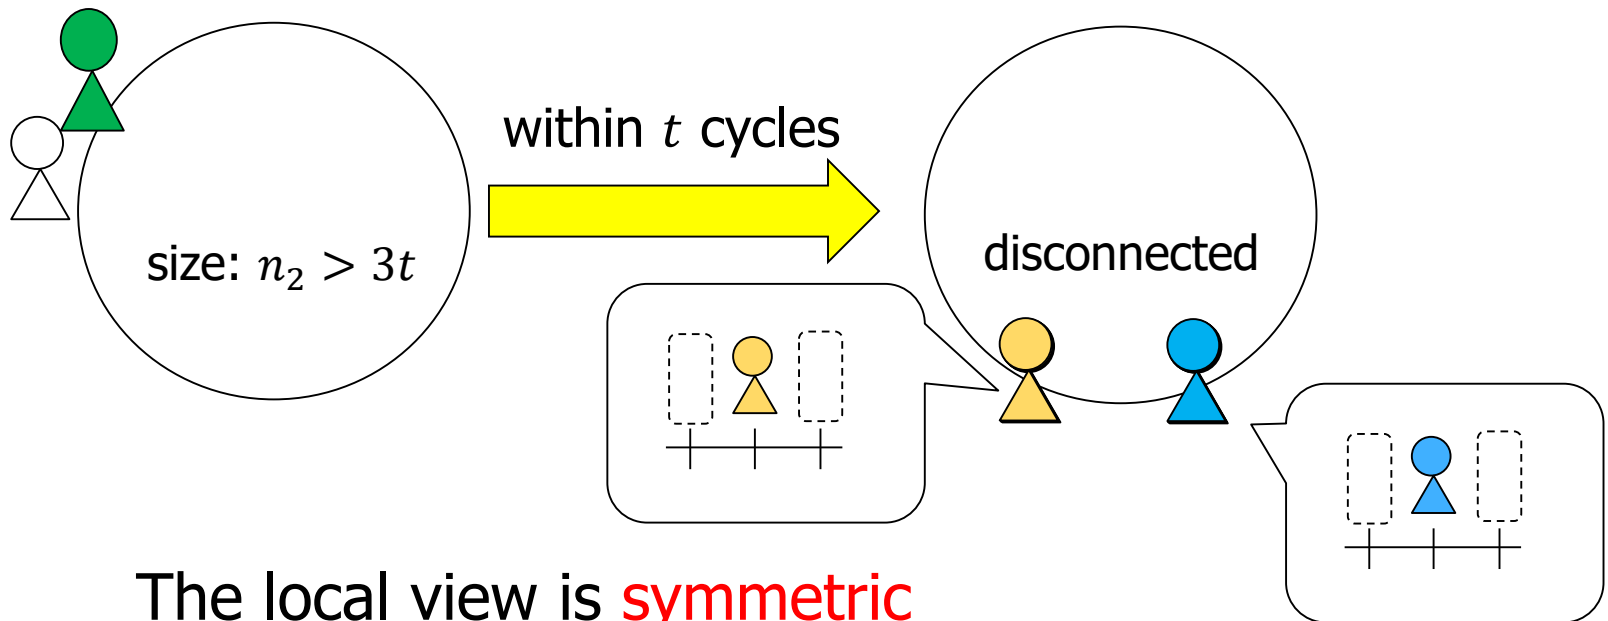 within t cycles
size: n₂ > 3t
disconnected
The local view is symmetric